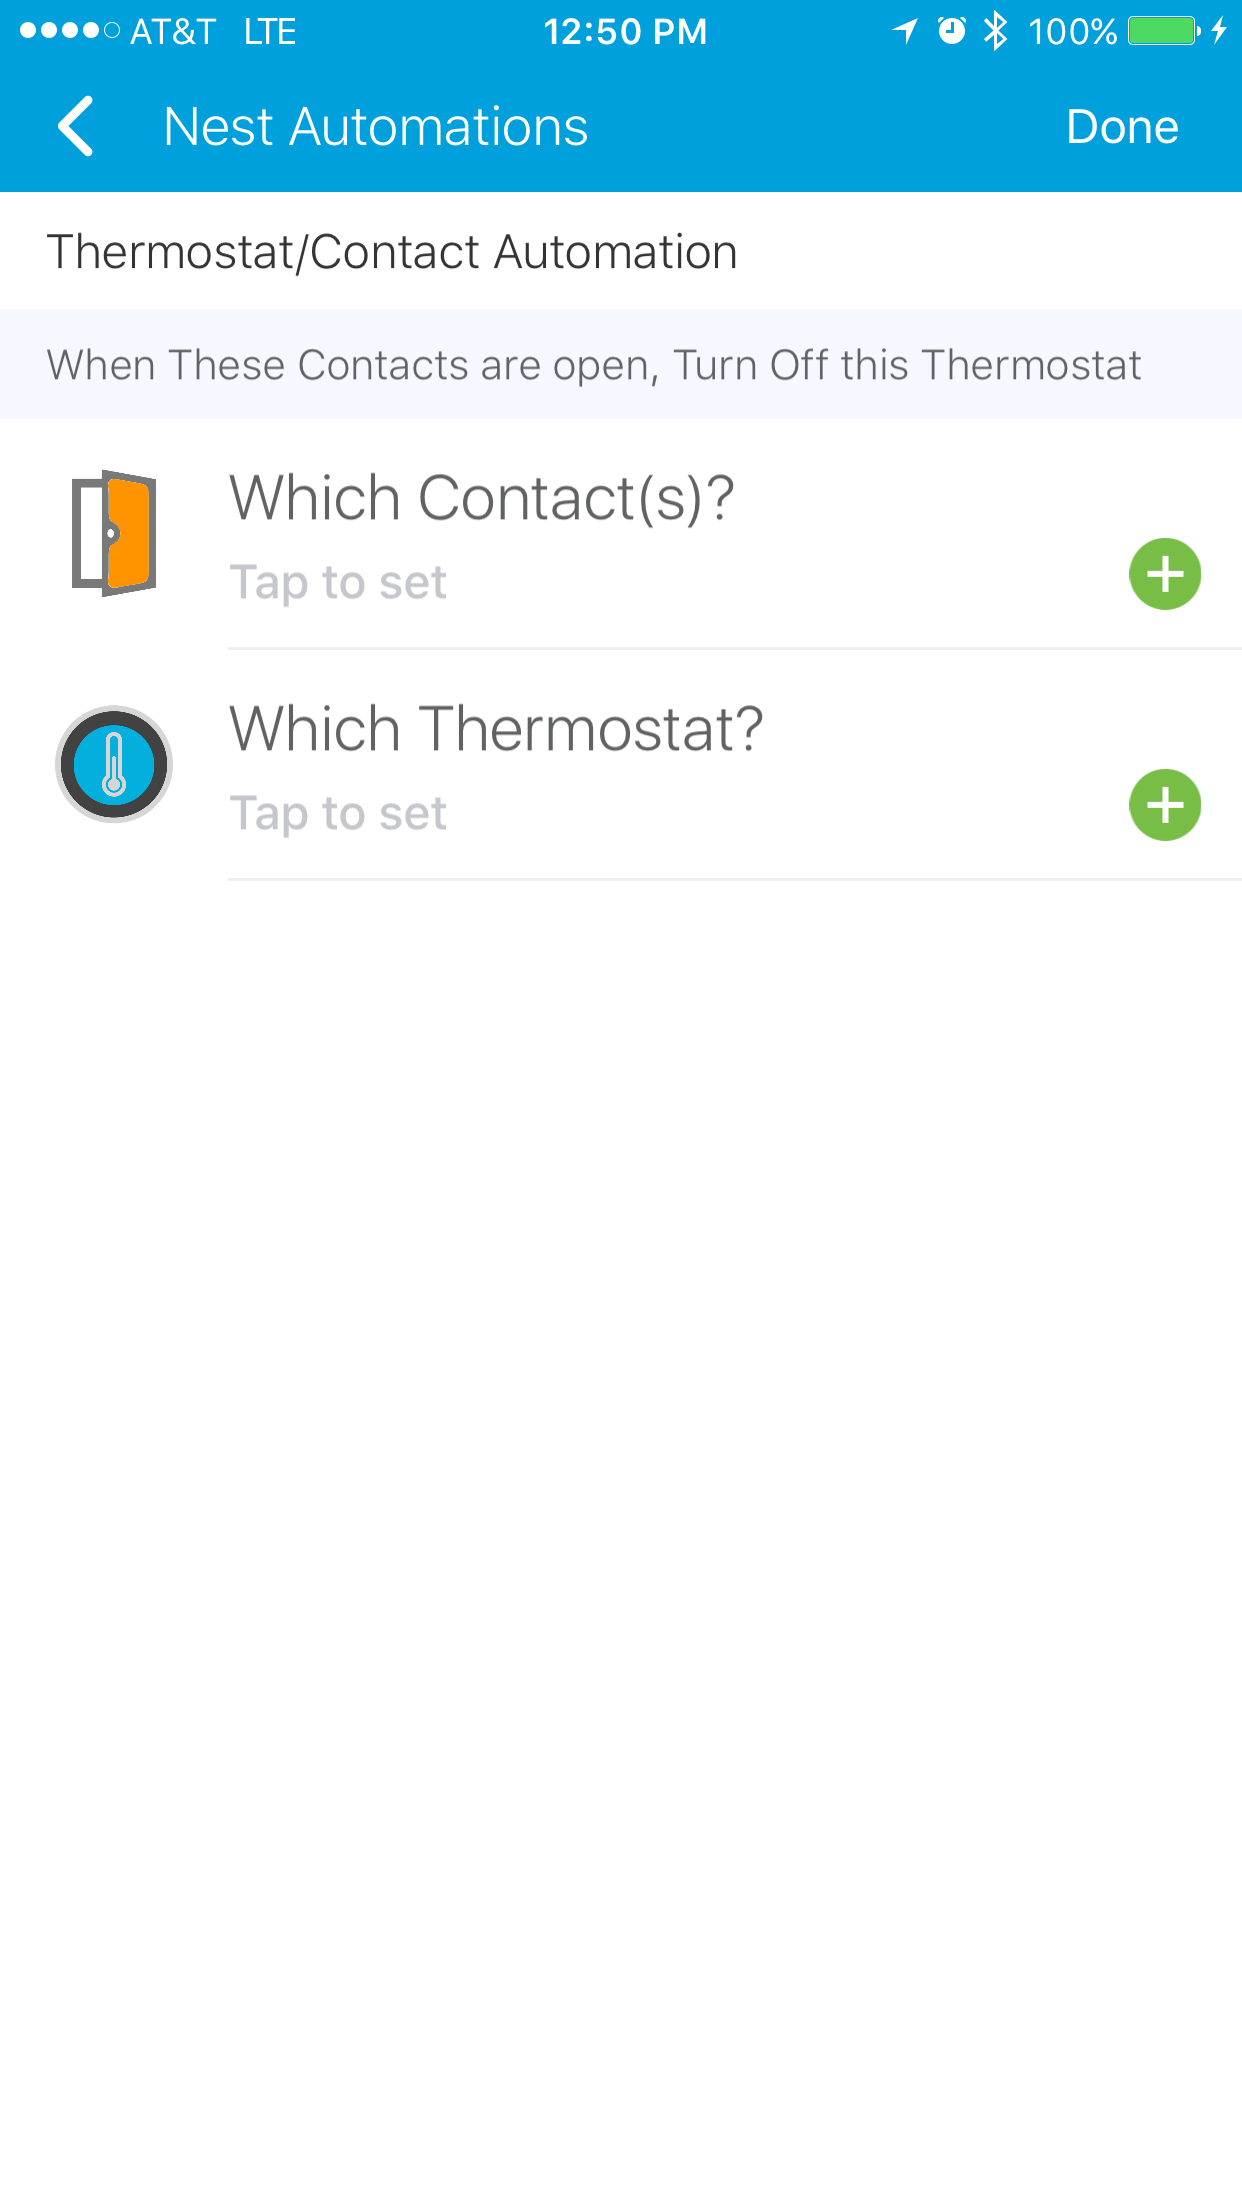 AT&T LTE 12:50 PM 100%
Nest Automations Done
Thermostat/Contact Automation
When These Contacts are open, Turn Off this Thermostat
Which Contact(s)?
Tap to set
Which Thermostat?
Tap to set